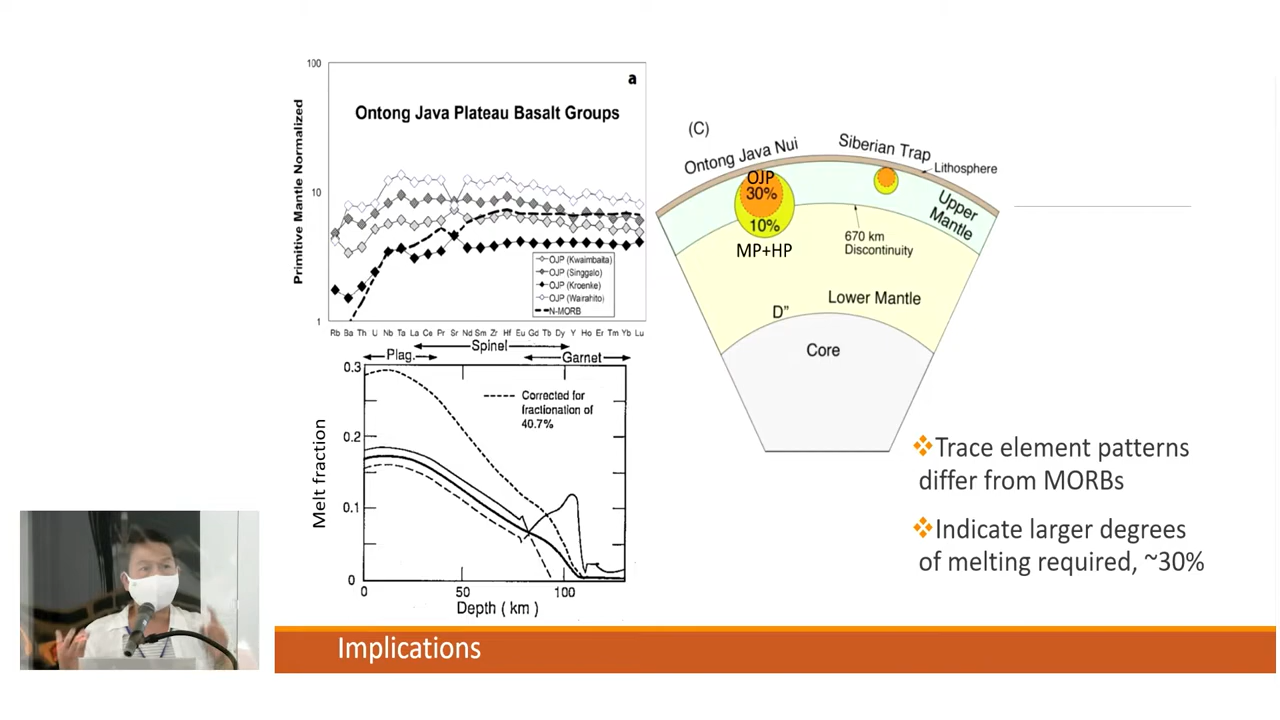 100
a
Ontong Java Plateau Basalt Groups
Primitive Mantle Normalized
10
OJP (Kwaimbaita)
OJP (Singgalo)
OJP (Kroenke)
OJP (Wairahito)
N-MORB
1
Rb Ba Th U Nb Ta La Ce Pr Sr Nd Sm Zr Hf Eu Gd Tb Dy Y Ho Er Tm Yb Lu
Plag.
Spinel
Garnet
0.3
Corrected for
fractionation of
40.7%
0.2
Melt fraction
0.1
0
0 50 100
Depth ( km )
(C)
Ontong Java Nui
Siberian Trap
Lithosphere
OJP
30%
10%
MP+HP
Upper
Mantle
670 km
Discontinuity
Lower Mantle
D"
Core
❖Trace element patterns
differ from MORBs
❖Indicate larger degrees
of melting required, ~30%
Implications